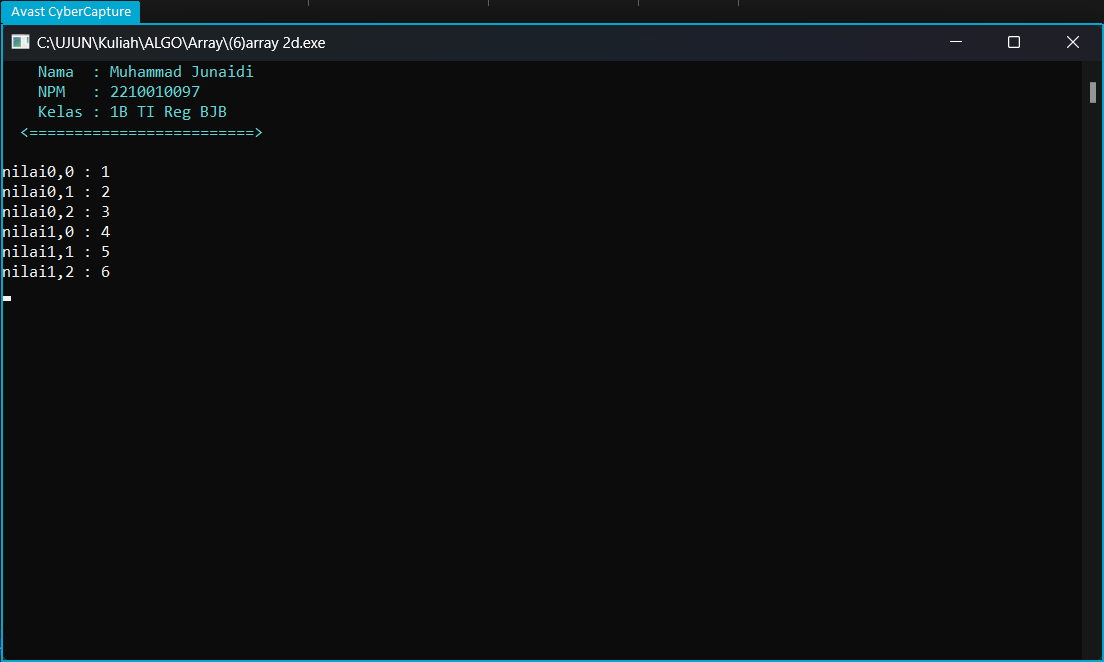 Avast CyberCapture
C:\UJUN\Kuliah\ALGO\Array\(6)array 2d.exe
Nama  : Muhammad Junaidi
NPM   : 2210010097
Kelas : 1B TI Reg BJB
<=========================>
nilai0,0 : 1
nilai0,1 : 2
nilai0,2 : 3
nilai1,0 : 4
nilai1,1 : 5
nilai1,2 : 6